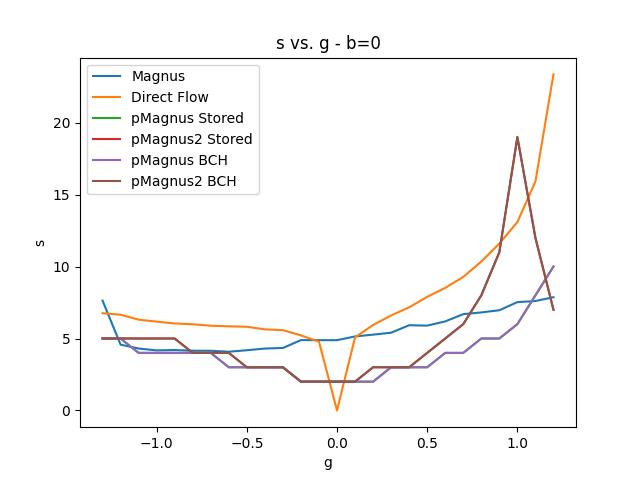 s vs. g - b=0
Magnus
Direct Flow
pMagnus Stored
pMagnus2 Stored
pMagnus BCH
pMagnus2 BCH
20
15
10
5
0
s
−1.0 −0.5 0.0 0.5 1.0
g